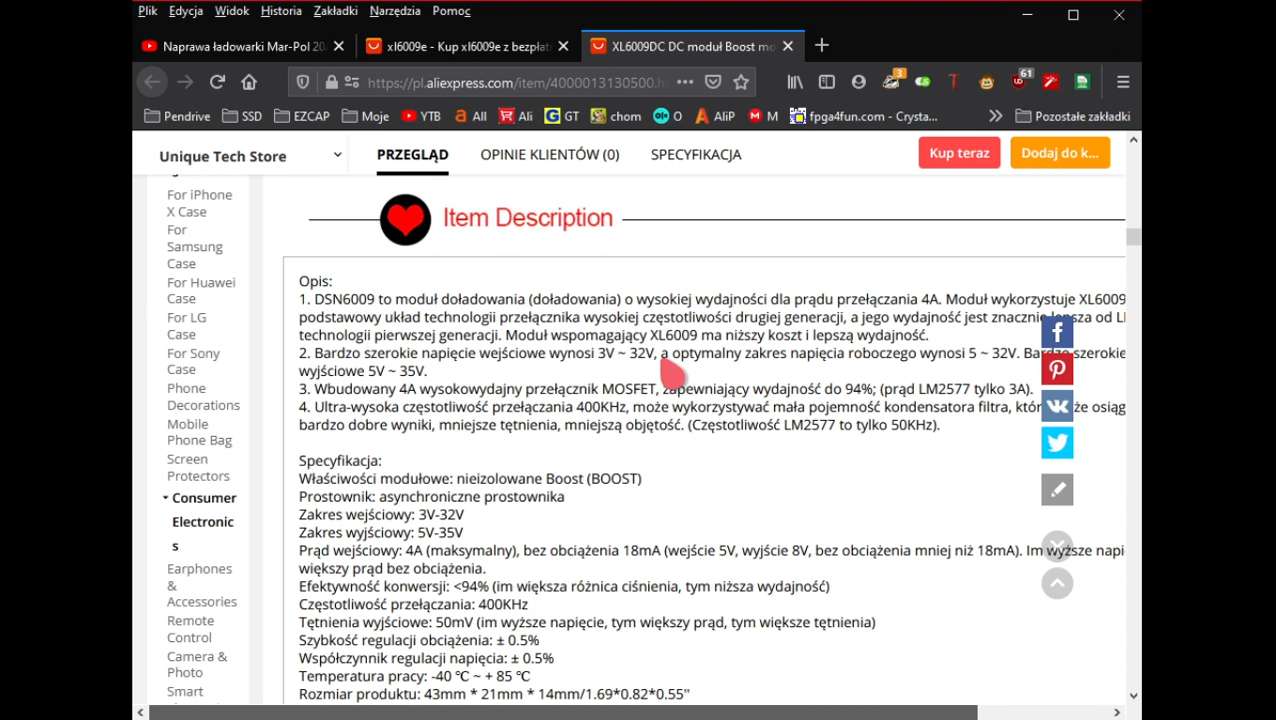 Plik Edycja Widok Historia Zakładki Narzędzia Pomoc
Naprawa ładowarki Mar-Pol 20
xl6009e - Kup xl6009e z bezpłat
XL6009DC DC moduł Boost mo
https://pl.aliexpress.com/item/4000013130500.h
3
61
Pendrive SSD EZCAP Moje YTB All Ali GT chom O AliP M fpga4fun.com - Crysta... Pozostałe zakładki
Unique Tech Store PRZEGLĄD OPINIE KLIENTÓW (0) SPECYFIKACJA Kup teraz Dodaj do k...
For iPhone
X Case
For
Samsung
Case
For Huawei
Case
For LG
Case
For Sony
Case
Phone
Decorations
Mobile
Phone Bag
Screen
Protectors
Consumer
Electronic
s
Earphones
&
Accessories
Remote
Control
Camera &
Photo
Smart
Item Description
Opis:
1. DSN6009 to moduł doładowania (doładowania) o wysokiej wydajności dla prądu przełączania 4A. Moduł wykorzystuje XL6009
podstawowy układ technologii przełącznika wysokiej częstotliwości drugiej generacji, a jego wydajność jest znacznie lepsza od L
technologii pierwszej generacji. Moduł wspomagający XL6009 ma niższy koszt i lepszą wydajność.
2. Bardzo szerokie napięcie wejściowe wynosi 3V ~ 32V, a optymalny zakres napięcia roboczego wynosi 5 ~ 32V. Bardzo szerokie
wyjściowe 5V ~ 35V.
3. Wbudowany 4A wysokowydajny przełącznik MOSFET, zapewniający wydajność do 94%; (prąd LM2577 tylko 3A).
4. Ultra-wysoka częstotliwość przełączania 400KHz, może wykorzystywać mała pojemność kondensatora filtra, któr że osiąg
bardzo dobre wyniki, mniejsze tętnienia, mniejszą objętość. (Częstotliwość LM2577 to tylko 50KHz).
Specyfikacja:
Właściwości modułowe: nieizolowane Boost (BOOST)
Prostownik: asynchroniczne prostownika
Zakres wejściowy: 3V-32V
Zakres wyjściowy: 5V-35V
Prąd wejściowy: 4A (maksymalny), bez obciążenia 18mA (wejście 5V, wyjście 8V, bez obciążenia mniej niż 18mA). Im wyższe napi
większy prąd bez obciążenia.
Efektywność konwersji: <94% (im większa różnica ciśnienia, tym niższa wydajność)
Częstotliwość przełączania: 400KHz
Tętnienia wyjściowe: 50mV (im wyższe napięcie, tym większy prąd, tym większe tętnienia)
Szybkość regulacji obciążenia: ± 0.5%
Współczynnik regulacji napięcia: ± 0.5%
Temperatura pracy: -40 ℃ ~ + 85 ℃
Rozmiar produktu: 43mm * 21mm * 14mm/1.69*0.82*0.55''